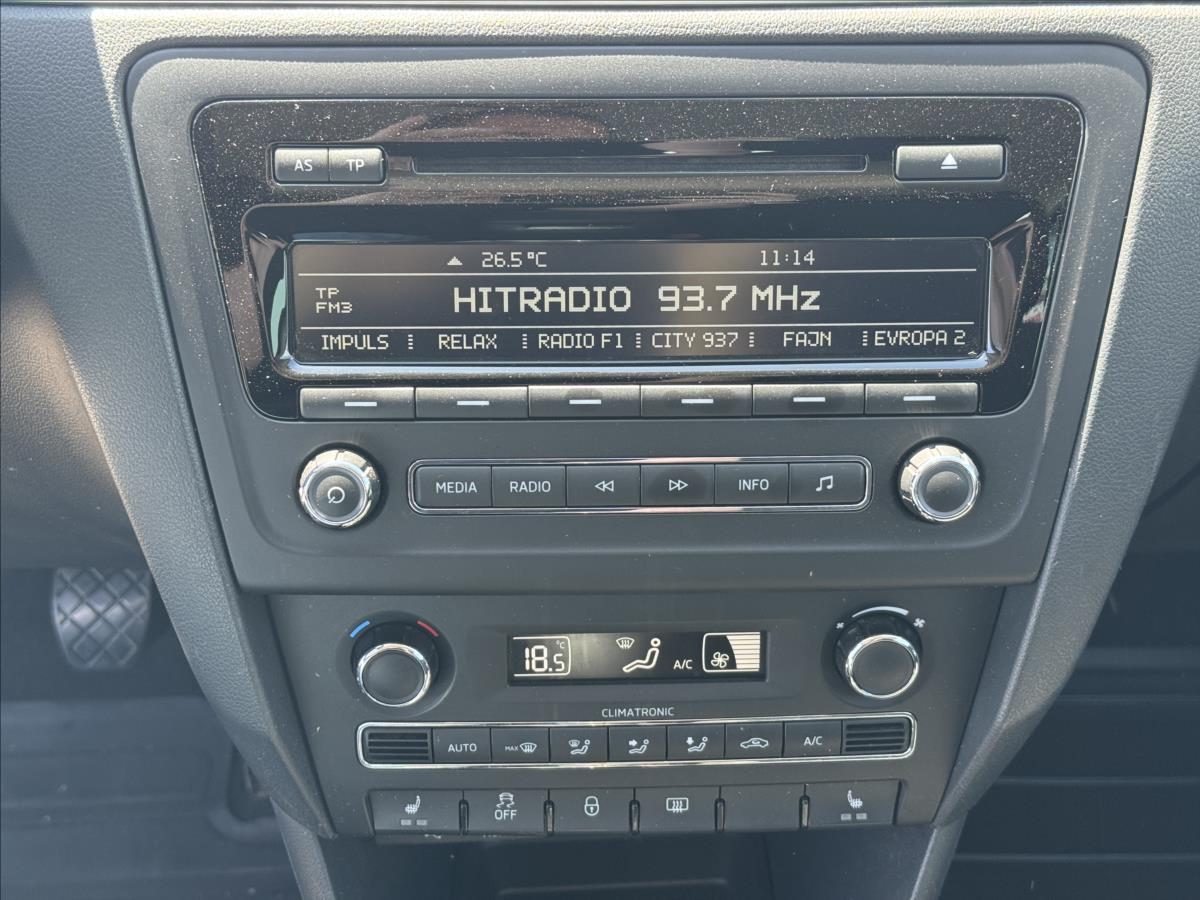 AS TP
26.5°C 11:14
TP
FM3
HITRADIO 93.7 MHz
IMPULS RELAX RADIO F1 CITY 937 FAJN EVROPA 2
MEDIA RADIO INFO
18.5 °C A/C
CLIMATRONIC
AUTO MAX A/C
OFF